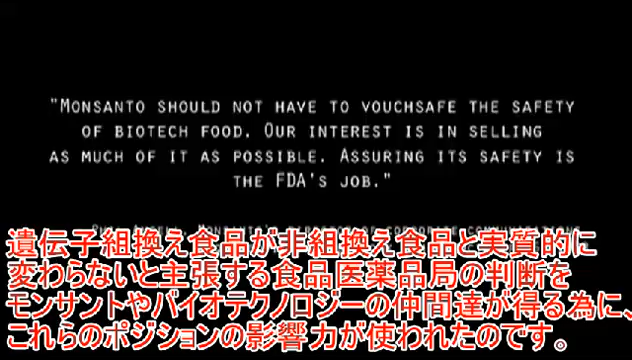 "MONSANTO SHOULD NOT HAVE TO VOUCHSAFE THE SAFETY
OF BIOTECH FOOD. OUR INTEREST IS IN SELLING
AS MUCH OF IT AS POSSIBLE. ASSURING ITS SAFETY IS
THE FDA'S JOB."
遺伝子組換え食品が非組換え食品と実質的に
変わらないと主張する食品医薬品局の判断を
モンサントやバイオテクノロジーの仲間達が得る為に、
これらのポジションの影響力が使われたのです。